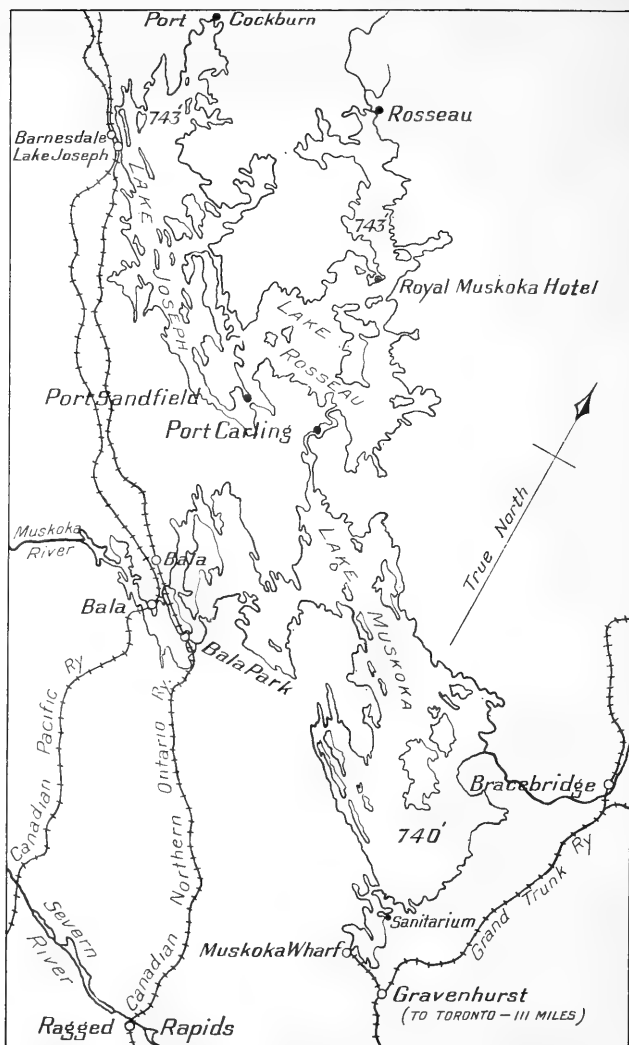 Port Cockburn
743'
Rosseau
Barnesdale
Lake Joseph
LAKE JOSEPH
743'
Royal Muskoka Hotel
LAKE ROSSEAU
Port Sandfield
Port Carling
True North
Muskoka River
Bala
LAKE MUSKOKA
Bala
Bala Park
Canadian Pacific Ry
Canadian Northern Ontario Ry.
Bracebridge
740'
Grand Trunk Ry
Sanitarium
Severn River
Muskoka Wharf
Gravenhurst
(TO TORONTO – 111 MILES)
Ragged Rapids